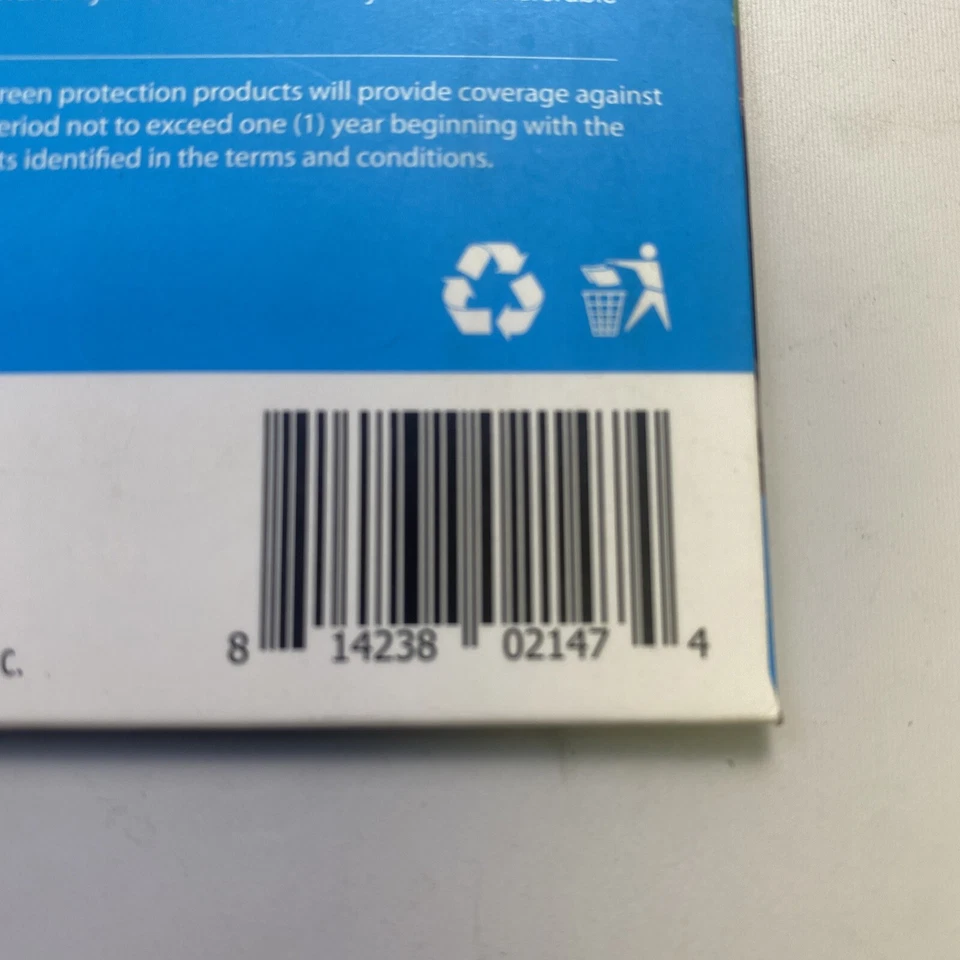 reen protection products will provide coverage against
eriod not to exceed one (1) year beginning with the
ts identified in the terms and conditions.
C.
8 14238 02147 4